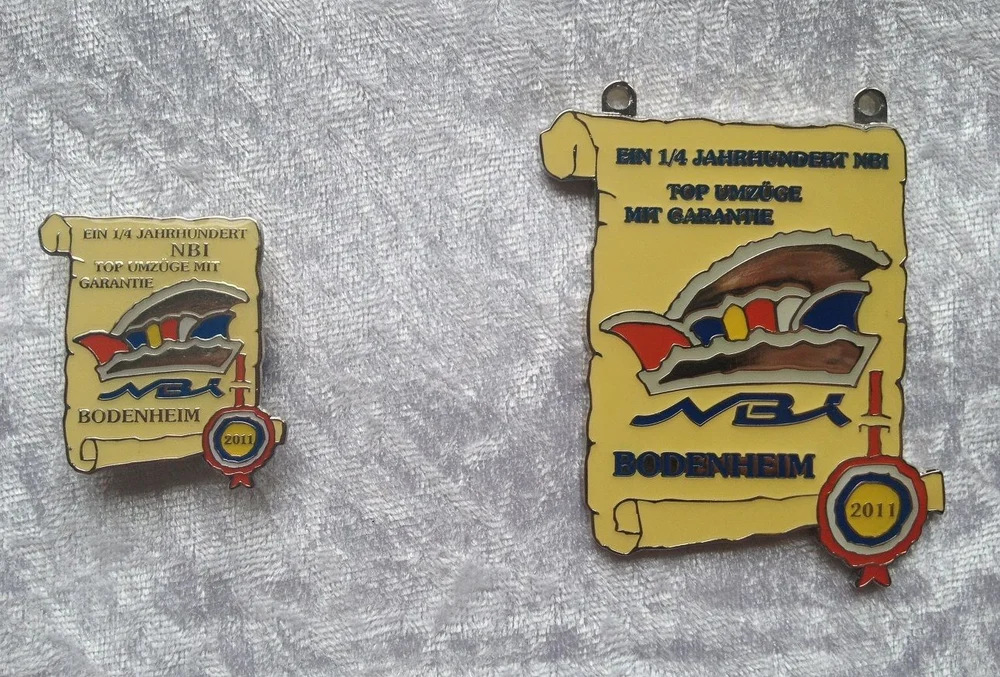 EIN 1/4 JAHRHUNDERT
NBI
TOP UMZÜGE MIT
GARANTIE
NBI
BODENHEIM
2011
EIN 1/4 JAHRHUNDERT NBI
TOP UMZÜGE
MIT GARANTIE
NBI
BODENHEIM
2011